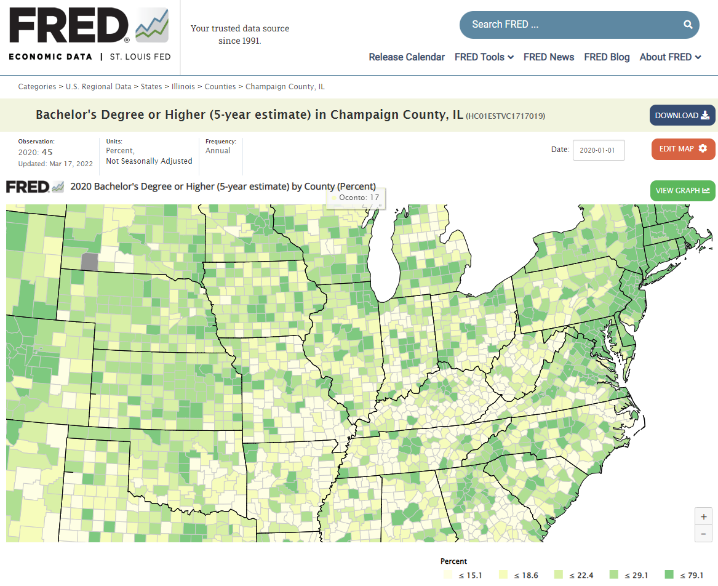 FRED
Your trusted data source
since 1991.
Search FRED ...
ECONOMIC DATA | ST. LOUIS FED
Release Calendar FRED Tools FRED News FRED Blog About FRED
Categories > U.S. Regional Data > States > Illinois > Counties > Champaign County, IL
Bachelor's Degree or Higher (5-year estimate) in Champaign County, IL (HC01ESTVC1717019)
DOWNLOAD
Observation:
2020: 45
Updated: Mar 17, 2022
Units:
Percent,
Not Seasonally Adjusted
Frequency:
Annual
Date: 2020-01-01
EDIT MAP
FRED 2020 Bachelor's Degree or Higher (5-year estimate) by County (Percent)
VIEW GRAPH
Oconto: 17
+
−
Percent
≤ 15.1 ≤ 18.6 ≤ 22.4 ≤ 29.1 ≤ 79.1